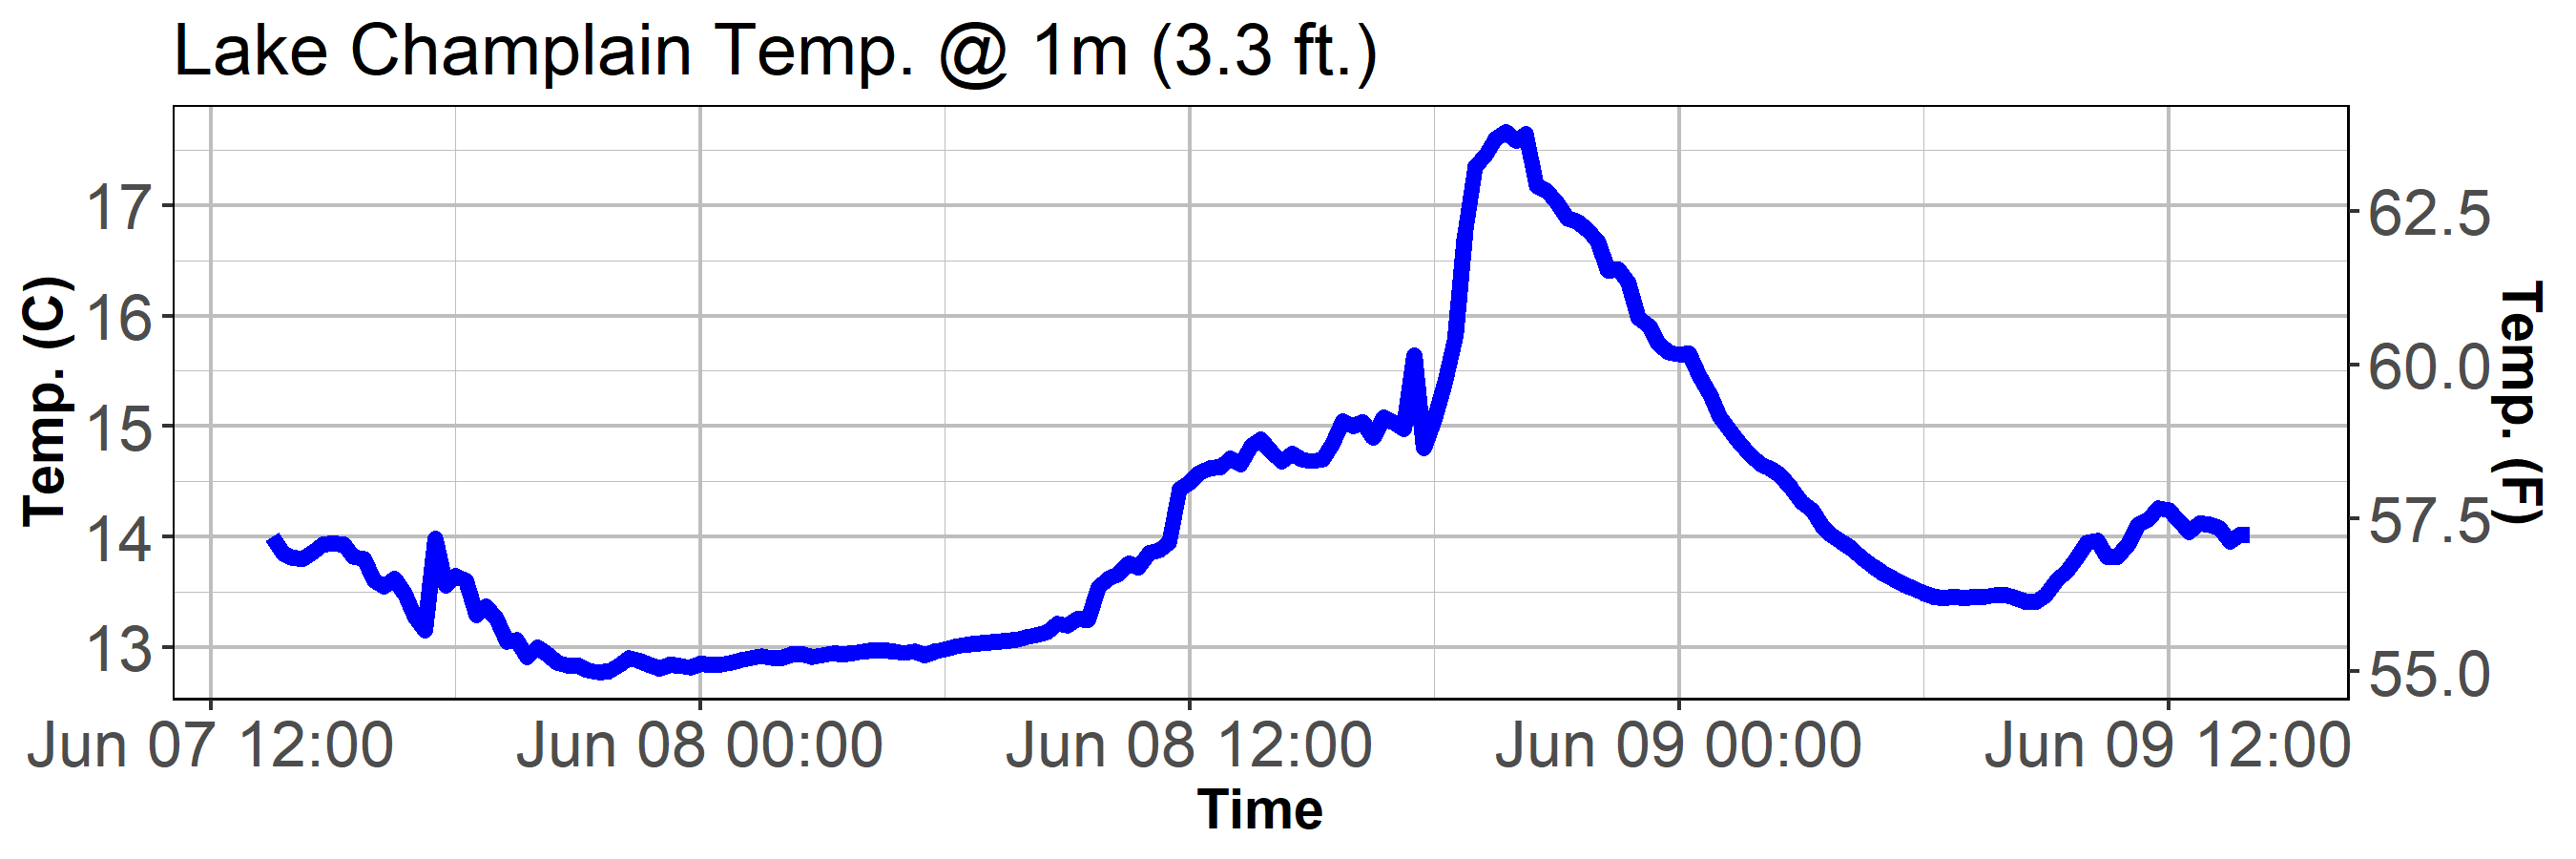 Lake Champlain Temp. @ 1m (3.3 ft.)
Temp. (C)
17
16
15
14
13
62.5
60.0
57.5
55.0
Temp. (F)
Jun 07 12:00
Jun 08 00:00
Jun 08 12:00
Jun 09 00:00
Jun 09 12:00
Time